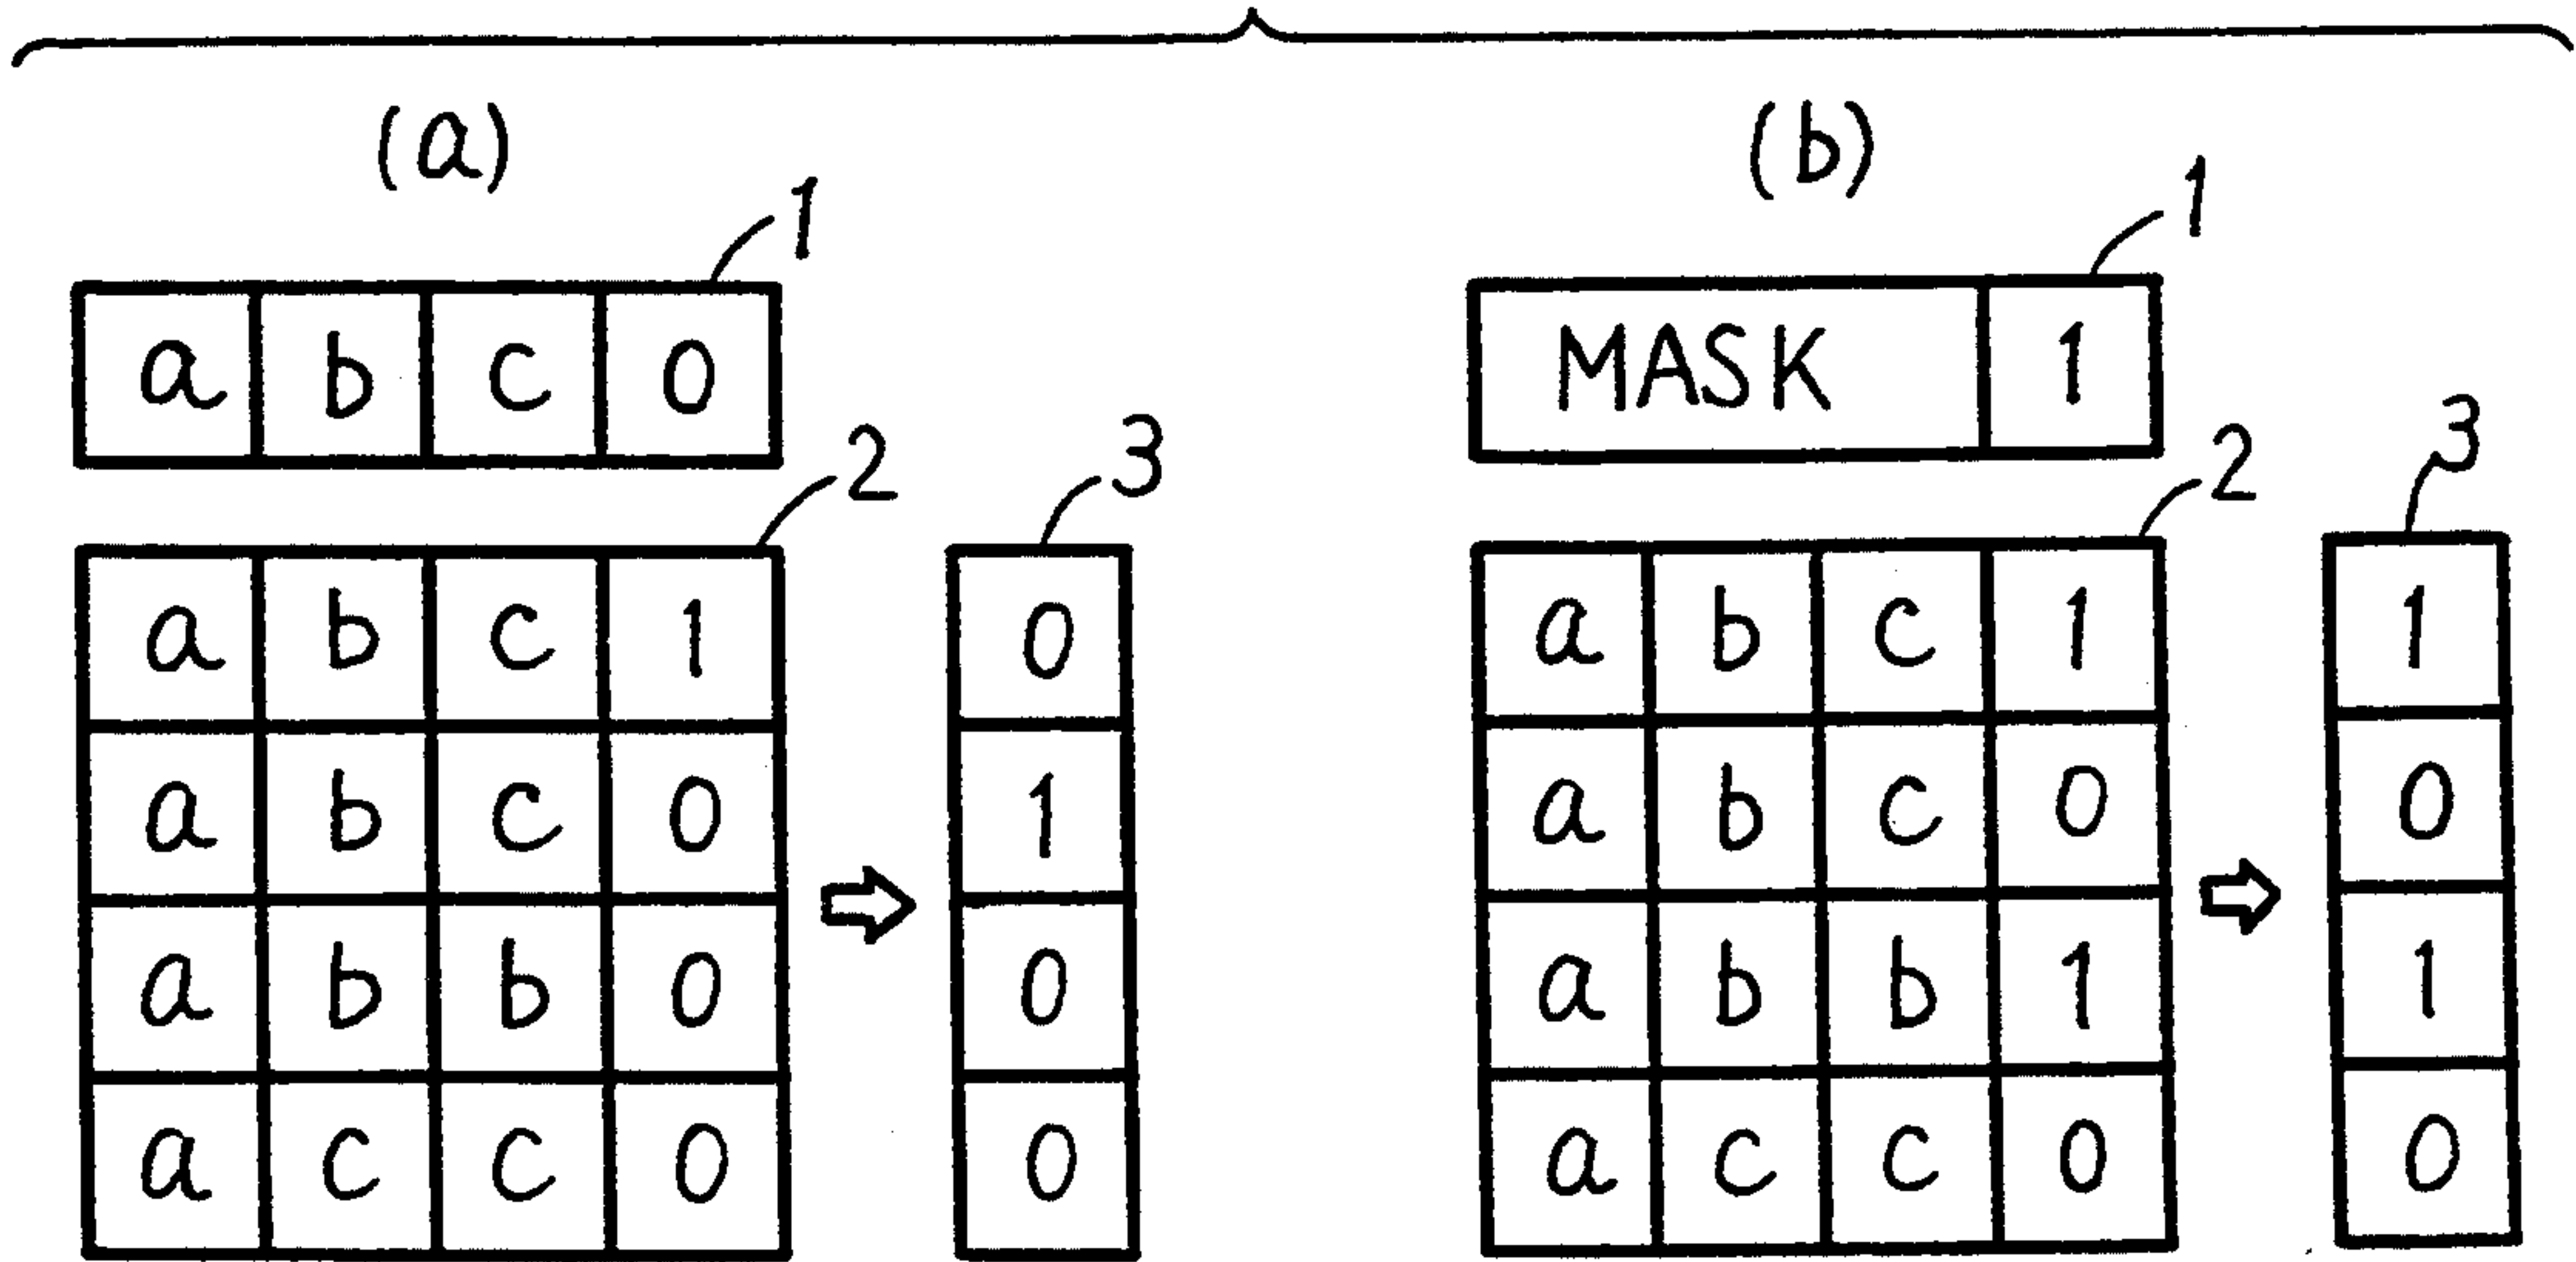 (a) (b)
1 1
a b c 0 MASK 1
2 3 2 3
a b c 1 0 a b c 1 1
a b c 0 1 a b c 0 0
a b b 0 0 a b b 1 1
a c c 0 0 a c c 0 0